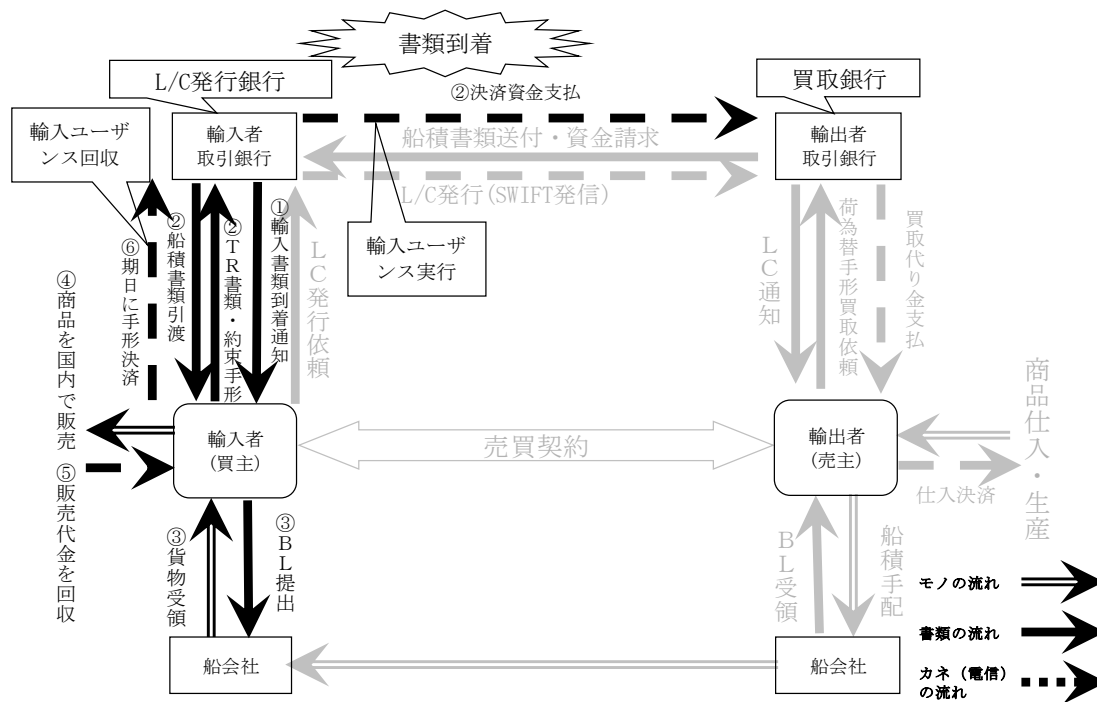 書類到着
L/C発行銀行
買取銀行
②決済資金支払
輸入ユーザ
ンス回収
輸入者
取引銀行
船積書類送付・資金請求
輸出者
取引銀行
L/C発行(SWIFT発信)
輸入ユーザ
ンス実行
⑥期日に手形決済
②船積書類引渡
②TR書類・約束手形
①輸入書類到着通知
LC発行依頼
LC通知
荷為替手形買取依頼
買取代り金支払
④商品を国内で販売
⑤販売代金を回収
輸入者
(買主)
売買契約
輸出者
(売主)
商品仕入・生産
仕入決済
③貨物受領
③BL提出
BL受領
船積手配
船会社
船会社
モノの流れ
書類の流れ
カネ（電信）
の流れ